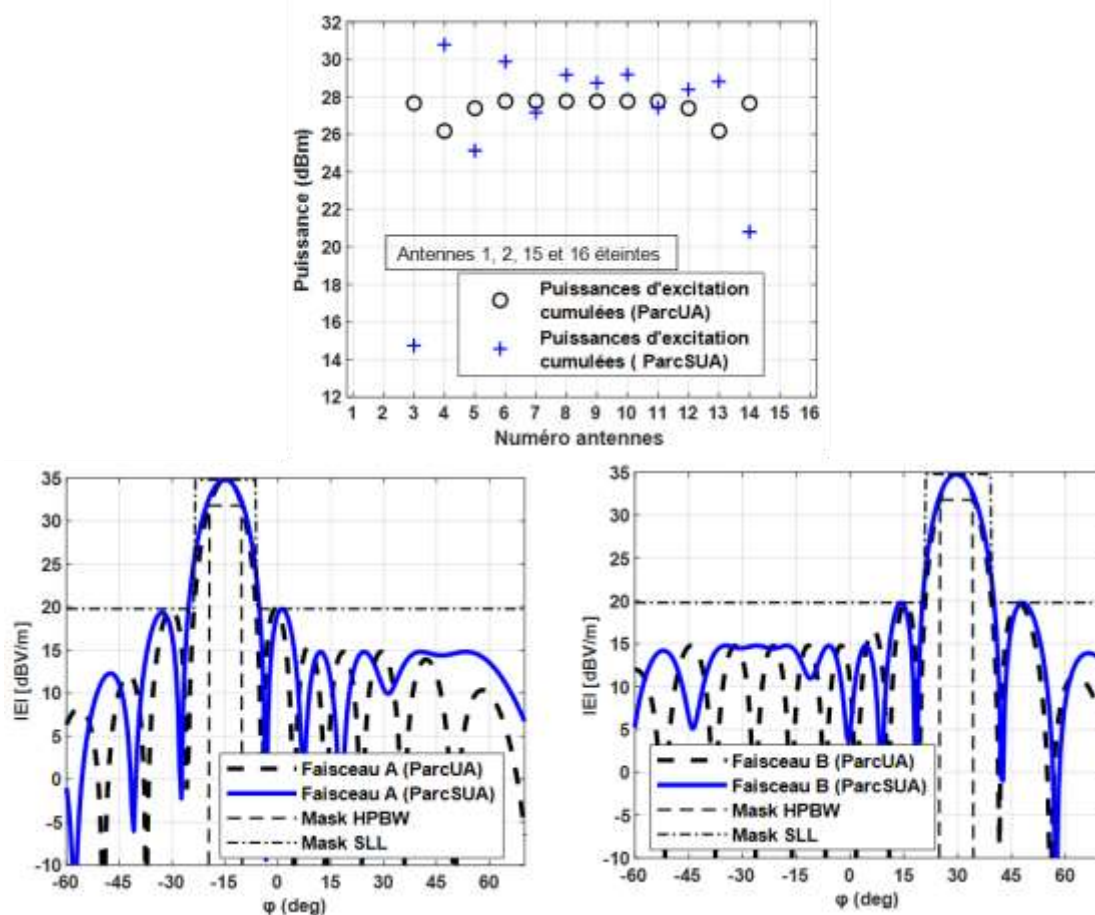 32
30
28
26
24
22
20
18
16
14
12
Puissance (dBm)
Antennes 1, 2, 15 et 16 éteintes
Puissances d'excitation
cumulées (ParcUA)
Puissances d'excitation
cumulées ( ParcSUA)
1 2 3 4 5 6 7 8 9 10 11 12 13 14 15 16
Numéro antennes
35
30
25
20
15
10
5
0
-5
-10
|E| [dBV/m]
Faisceau A (ParcUA)
Faisceau A (ParcSUA)
Mask HPBW
Mask SLL
-60 -45 -30 -15 0 15 30 45 60
φ (deg)
35
30
25
20
15
10
5
0
-5
-10
|E| [dBV/m]
Faisceau B (ParcUA)
Faisceau B (ParcSUA)
Mask HPBW
Mask SLL
-60 -45 -30 -15 0 15 30 45 60
φ (deg)